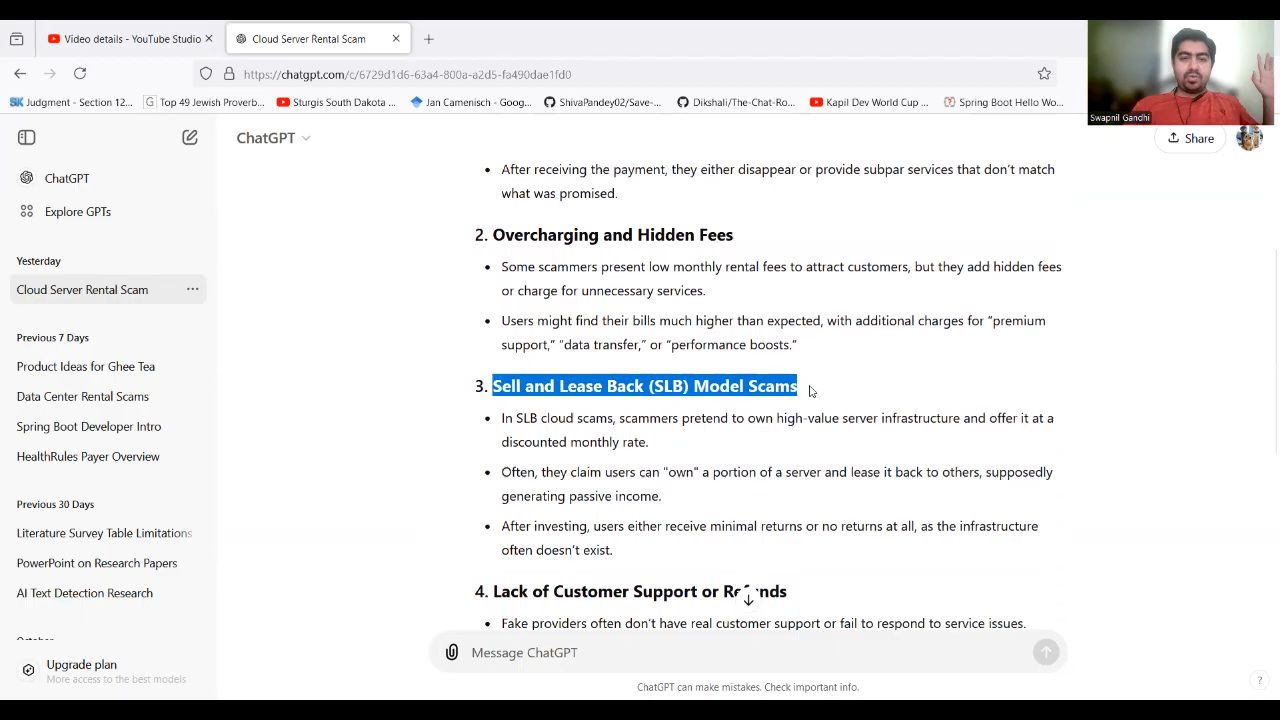 Video details - YouTube Studio
Cloud Server Rental Scam
https://chatgpt.com/c/6729d1d6-63a4-800a-a2d5-fa490dae1fd0
Judgment - Section 12...
Top 49 Jewish Proverb...
Sturgis South Dakota ...
Jan Camenisch - Goog...
ShivaPandey02/Save-...
Dikshali/The-Chat-Ro...
Kapil Dev World Cup ...
Spring Boot Hello Wo...
Swapnil Gandhi
ChatGPT
Share
ChatGPT
Explore GPTs
Yesterday
Cloud Server Rental Scam
Previous 7 Days
Product Ideas for Ghee Tea
Data Center Rental Scams
Spring Boot Developer Intro
HealthRules Payer Overview
Previous 30 Days
Literature Survey Table Limitations
PowerPoint on Research Papers
AI Text Detection Research
October
Upgrade plan
More access to the best models
After receiving the payment, they either disappear or provide subpar services that don't match
what was promised.
2. Overcharging and Hidden Fees
Some scammers present low monthly rental fees to attract customers, but they add hidden fees
or charge for unnecessary services.
Users might find their bills much higher than expected, with additional charges for “premium
support,” “data transfer,” or “performance boosts.”
3. Sell and Lease Back (SLB) Model Scams
In SLB cloud scams, scammers pretend to own high-value server infrastructure and offer it at a
discounted monthly rate.
Often, they claim users can "own" a portion of a server and lease it back to others, supposedly
generating passive income.
After investing, users either receive minimal returns or no returns at all, as the infrastructure
often doesn't exist.
4. Lack of Customer Support or Refunds
Fake providers often don't have real customer support or fail to respond to service issues.
Message ChatGPT
ChatGPT can make mistakes. Check important info.
?